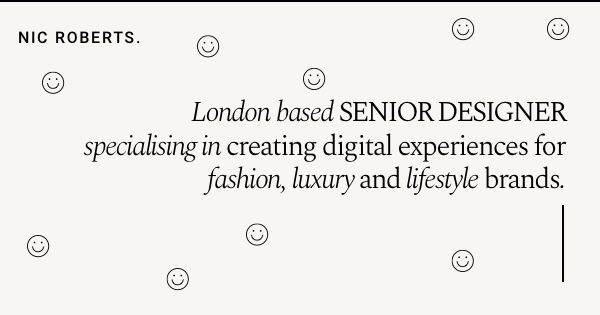 NIC ROBERTS.
London based SENIOR DESIGNER
specialising in creating digital experiences for
fashion, luxury and lifestyle brands.